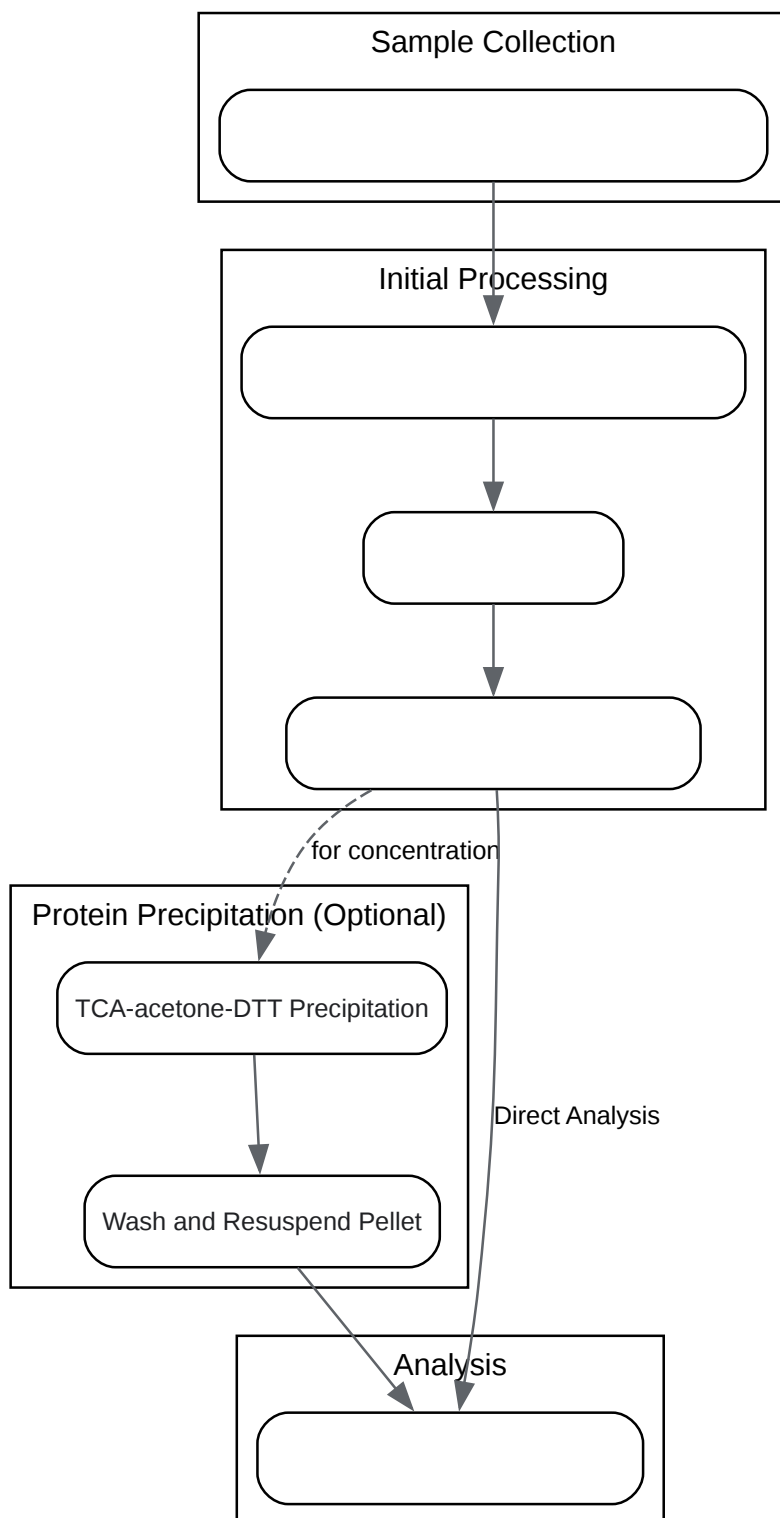 Sample Collection
Initial Processing
for concentration
Protein Precipitation (Optional)
TCA-acetone-DTT Precipitation
Direct Analysis
Wash and Resuspend Pellet
Analysis